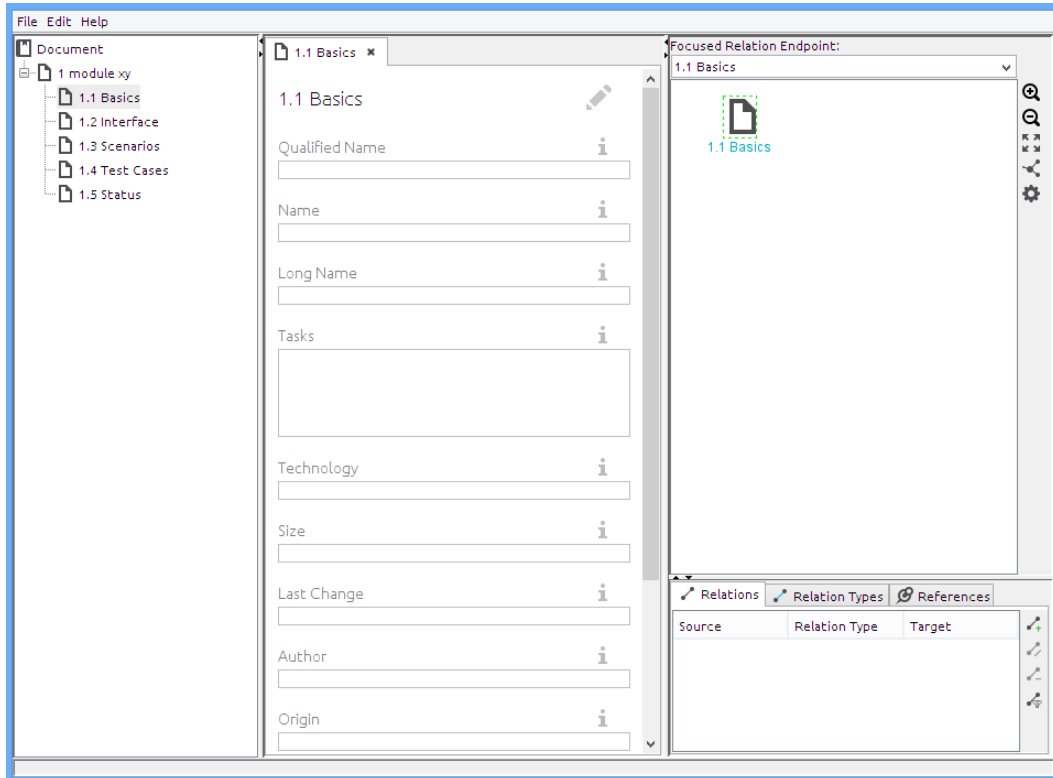 File Edit Help
Document
1 module xy
1.1 Basics
1.2 Interface
1.3 Scenarios
1.4 Test Cases
1.5 Status
1.1 Basics
1.1 Basics
Qualified Name
Name
Long Name
Tasks
Technology
Size
Last Change
Author
Origin
Focused Relation Endpoint:
1.1 Basics
1.1 Basics
Relations Relation Types References
Source Relation Type Target